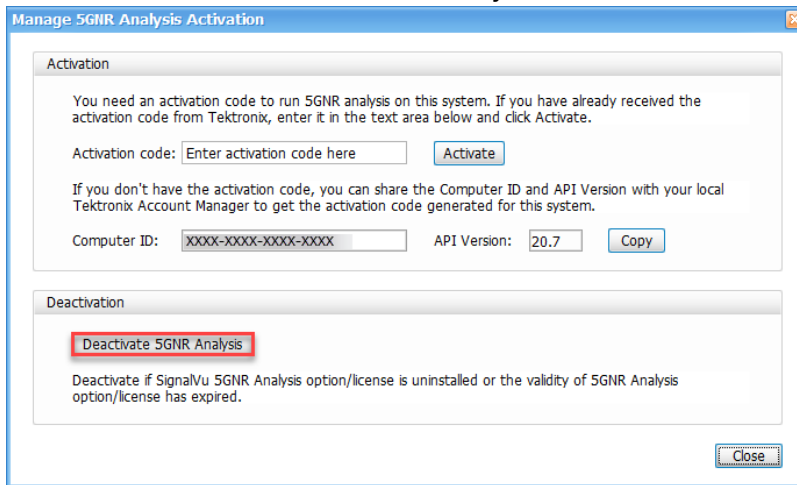 Manage 5GNR Analysis Activation
Activation
You need an activation code to run 5GNR analysis on this system. If you have already received the
activation code from Tektronix, enter it in the text area below and click Activate.
Activation code: Enter activation code here Activate
If you don't have the activation code, you can share the Computer ID and API Version with your local
Tektronix Account Manager to get the activation code generated for this system.
Computer ID: XXXX-XXXX-XXXX-XXXX API Version: 20.7 Copy
Deactivation
Deactivate 5GNR Analysis
Deactivate if SignalVu 5GNR Analysis option/license is uninstalled or the validity of 5GNR Analysis
option/license has expired.
Close